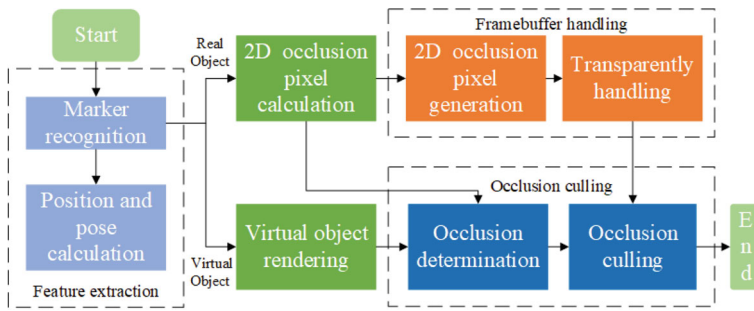 Start
Marker
recognition
Position and
pose calculation
Feature extraction
Real
Object
Virtual
Object
2D occlusion
pixel
calculation
Virtual object
rendering
Framebuffer handling
2D occlusion
pixel
generation
Transparently
handling
Occlusion culling
Occlusion
determination
Occlusion
culling
E
n
d